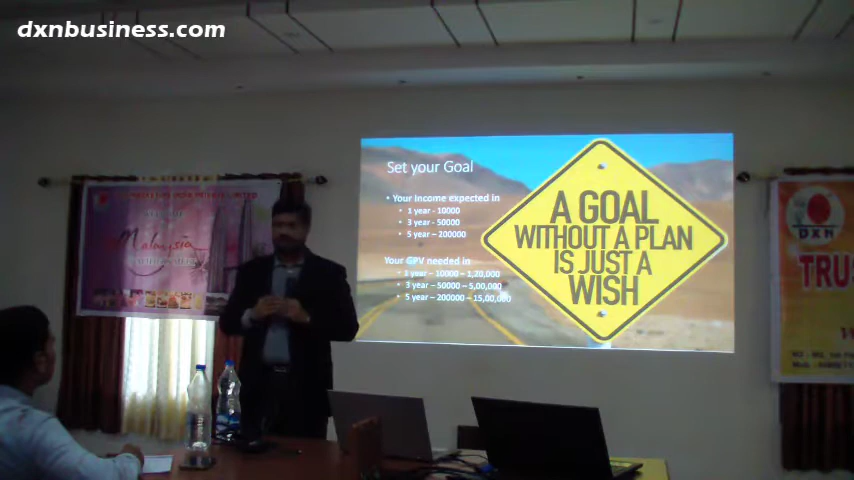 dxnbusiness.com
Set your Goal
• Your Income expected in
• 1 year - 10000
• 3 year - 50000
• 5 year – 200000
Your GPV needed in
• 1 year – 10000 – 1,20,000
• 3 year – 50000 – 5,00,000
• 5 year – 200000 – 15,00,000
A GOAL
WITHOUT A PLAN
IS JUST A
WISH
Malaysia
DXN